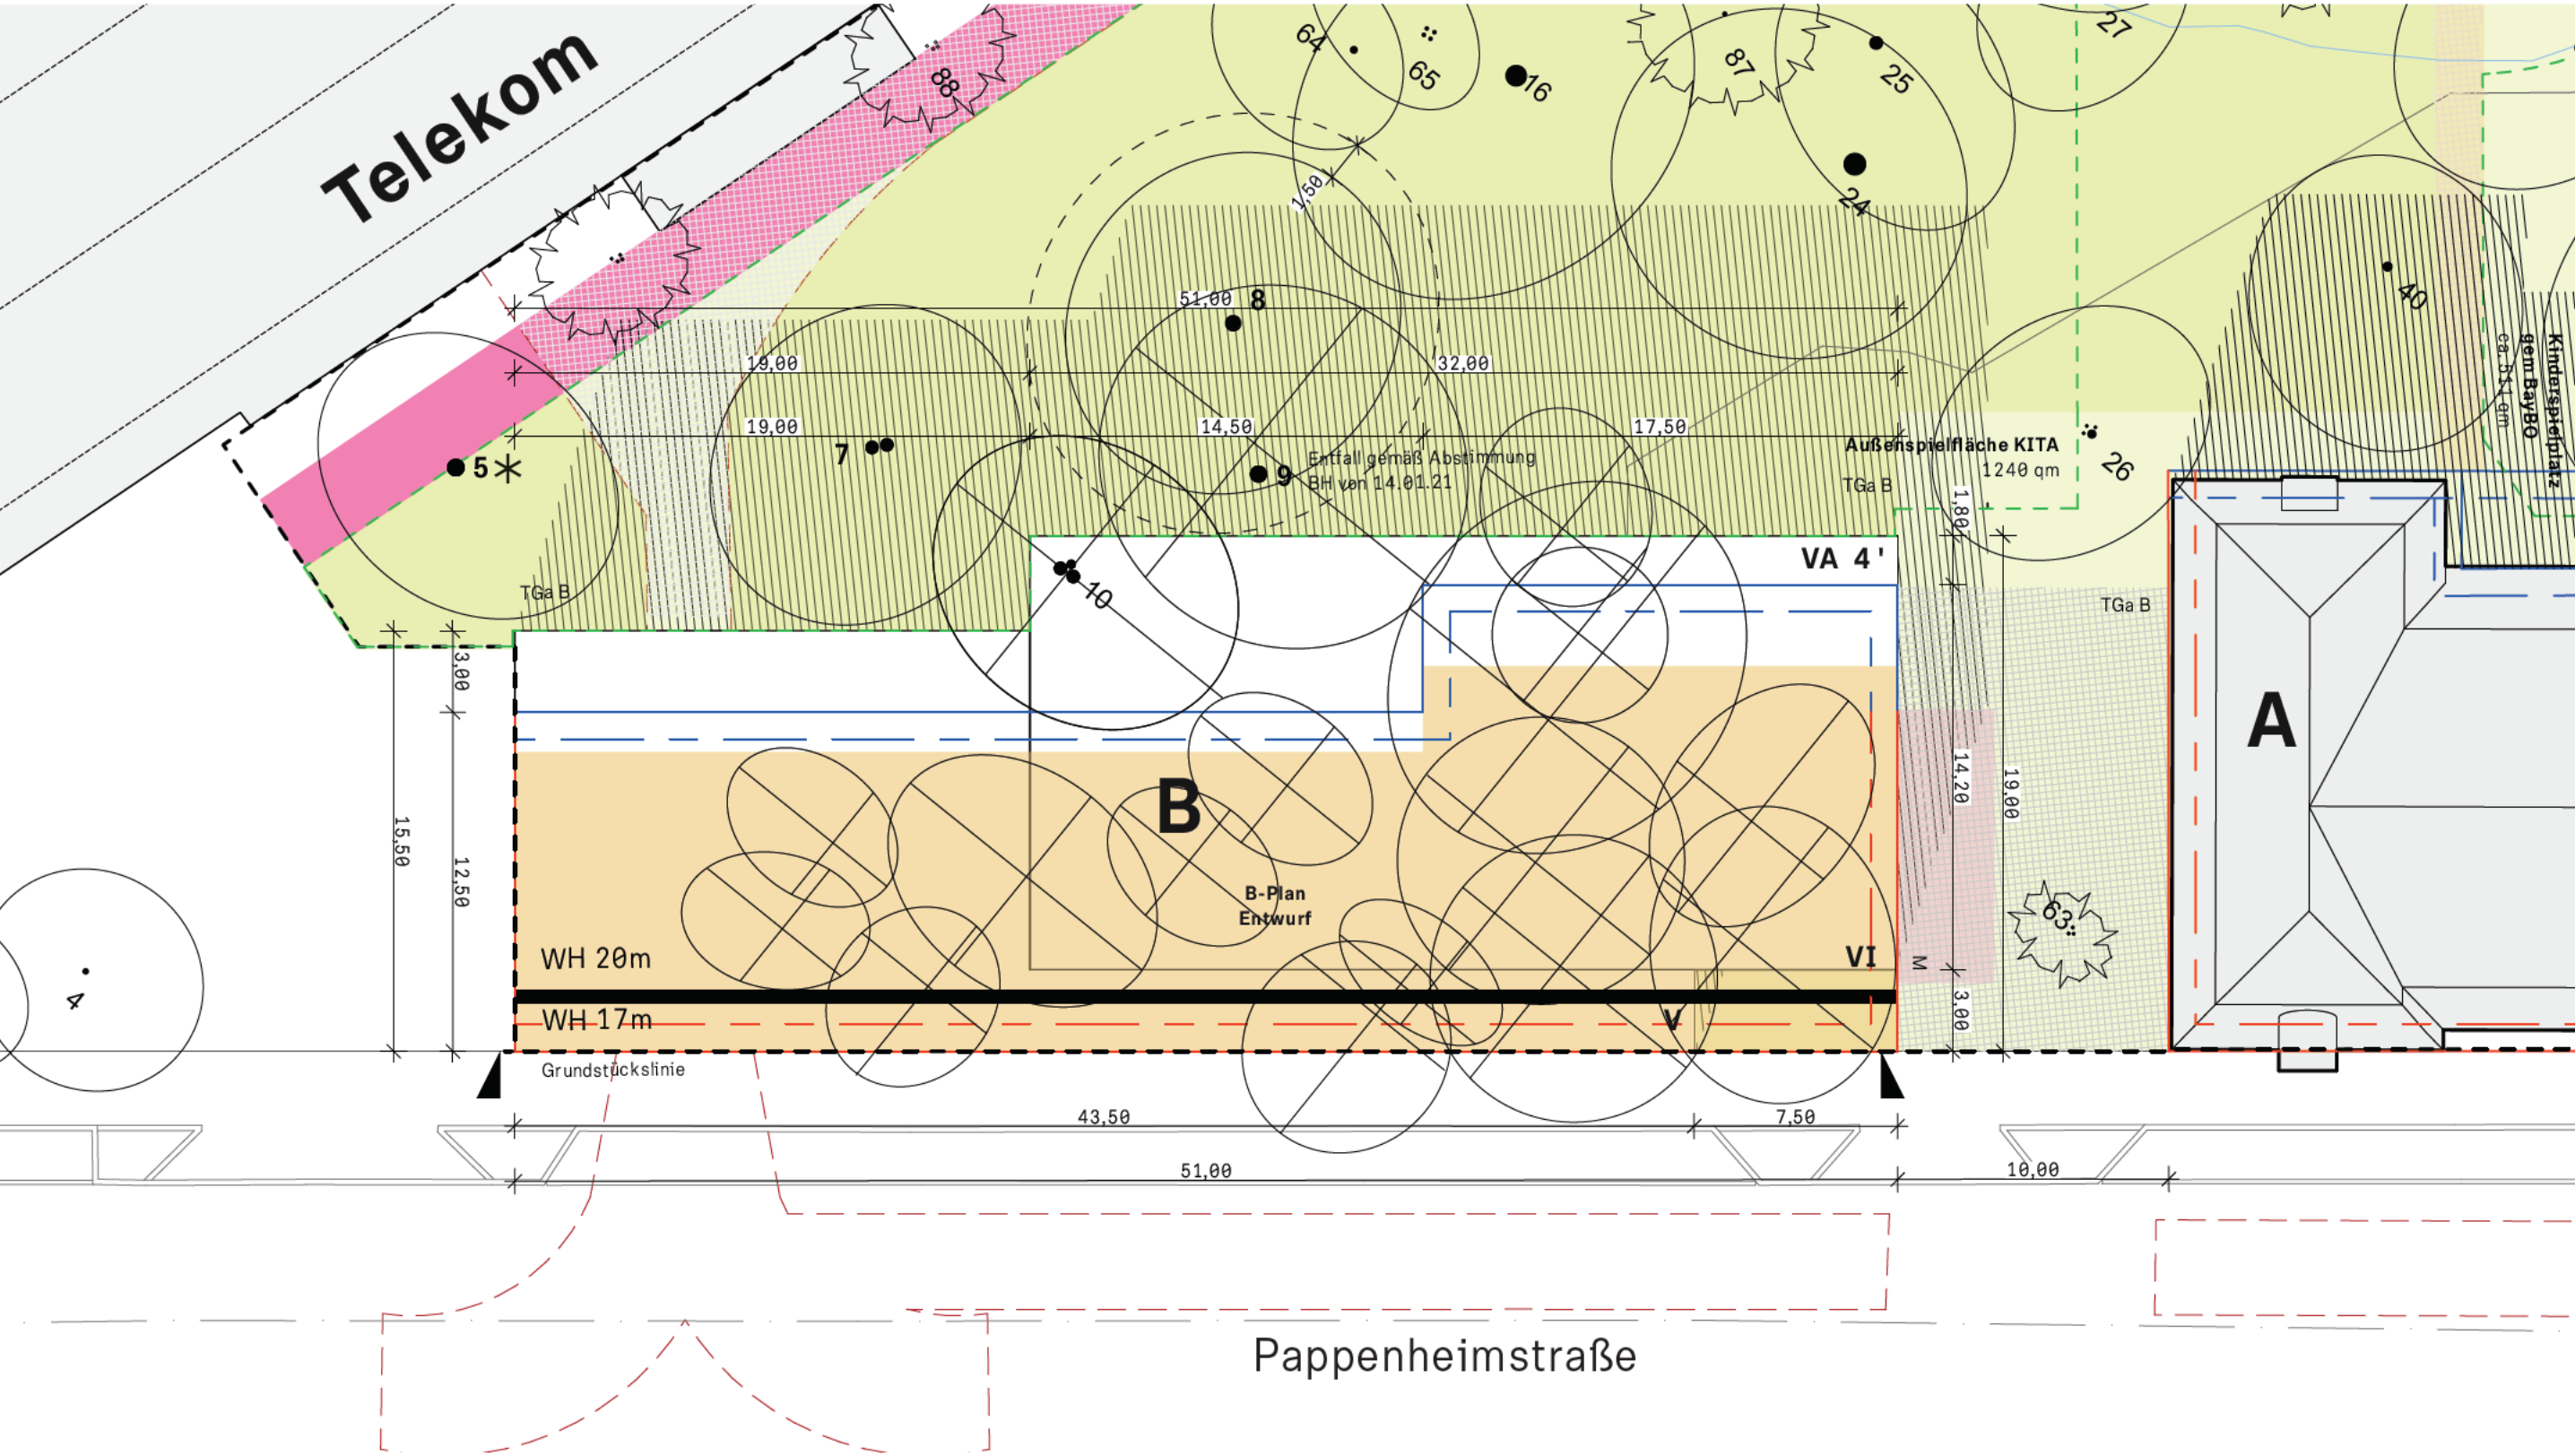 Telekom
88
64
65
16
87
25
27
24
1,50
51,00
8
40
19,00
32,00
19,00
14,50
17,50
7
5
9
Entfall gemäß Abstimmung
BH von 14.01.21
Außenspielfläche KITA
1240 qm
TGa B
26
Kinderspielplatz
gem BayBO
ca. 511 qm
1,80
10
VA 4'
TGa B
TGa B
3,00
A
B
14,20
19,00
15,50
12,50
B-Plan
Entwurf
63
WH 20m
VI
M
4
WH 17m
V
3,00
Grundstückslinie
43,50
7,50
51,00
10,00
Pappenheimstraße